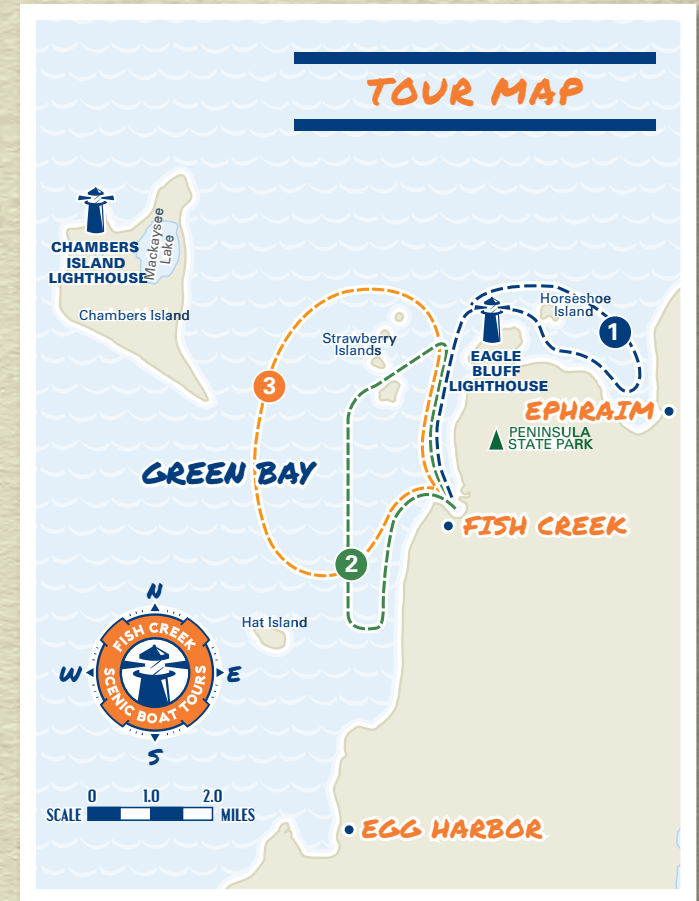 TOUR MAP
CHAMBERS
ISLAND
LIGHTHOUSE
Mackaysee
Lake
Chambers Island
Strawberry
Islands
Horseshoe
Island
1
EAGLE
BLUFF
LIGHTHOUSE
3
EPHRAIM
PENINSULA
STATE PARK
GREEN BAY
FISH CREEK
2
Hat Island
N
W
E
S
FISH CREEK
SCENIC BOAT TOURS
0 1.0 2.0
SCALE MILES
EGG HARBOR